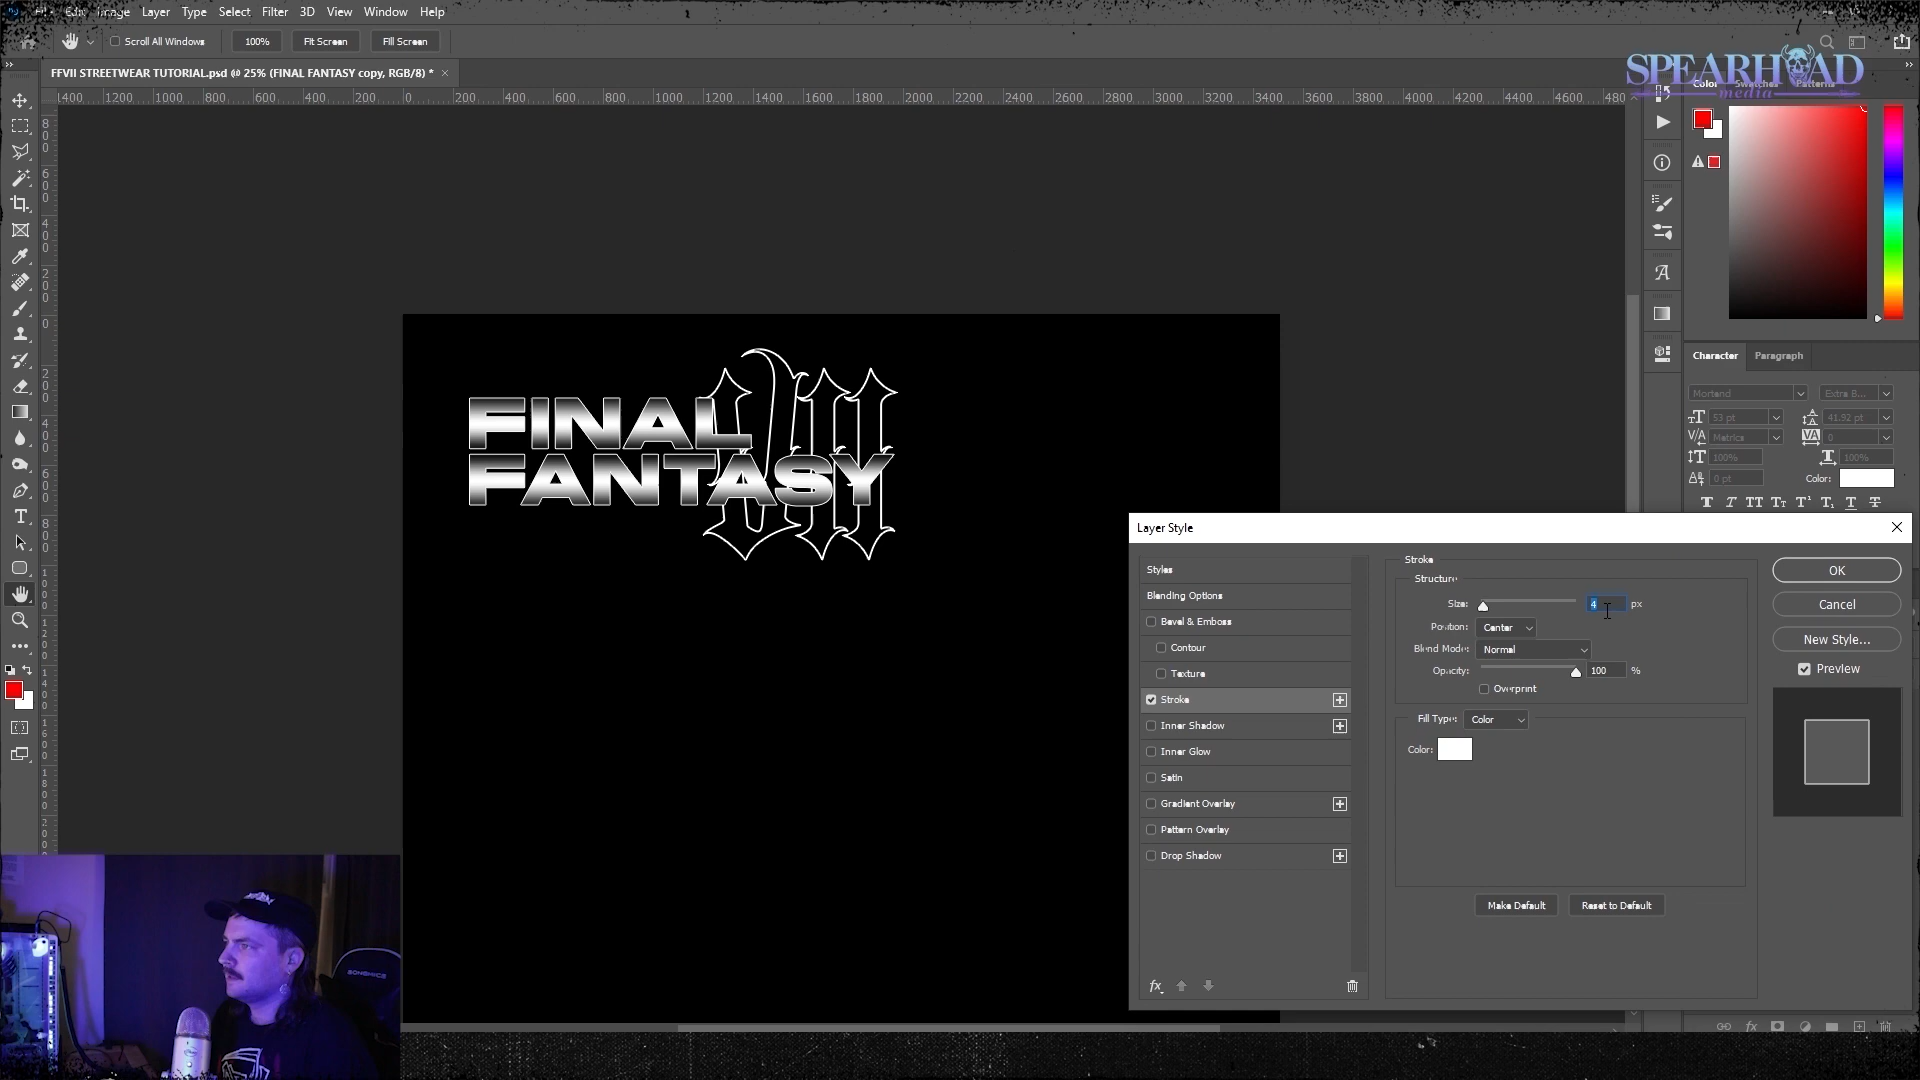 File Edit Image Layer Type Select Filter 3D View Window Help
Scroll All Windows 100% Fit Screen Fill Screen
SPEARHEAD
media
FFVII STREETWEAR TUTORIAL.psd @ 25% (FINAL FANTASY copy, RGB/8) * ×
Color Swatches Patterns
1400 1200 1000 800 600 400 200 0 200 400 600 800 1000 1200 1400 1600 1800 2000 2200 2400 2600 2800 3000 3200 3400 3600 3800 4000 4200 4400 4600 480
Character Paragraph
Mortend Extra B...
53 pt 41.92 pt
Metrics 0
100% 100%
0 pt Color:
VII
FINAL
FANTASY
Layer Style
Styles
Blending Options
Bevel & Emboss
Contour
Texture
Stroke
Inner Shadow
Inner Glow
Satin
Gradient Overlay
Pattern Overlay
Drop Shadow
fx
Stroke
Structure
Size: 4 px
Position: Center
Blend Mode: Normal
Opacity: 100 %
Overprint
Fill Type: Color
Color:
Make Default Reset to Default
OK
Cancel
New Style...
Preview
SONGMICS